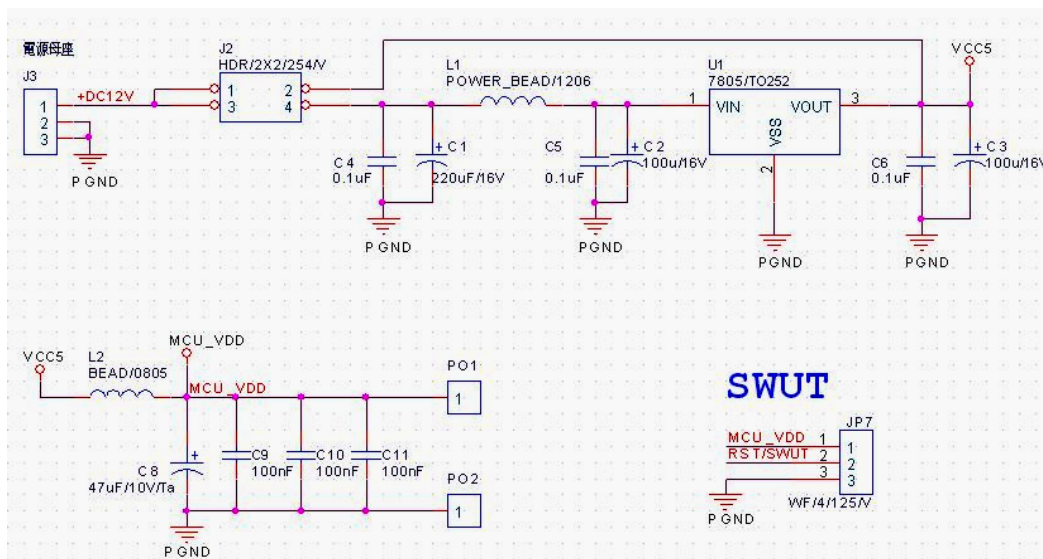 電源母座
J3
1
2
3
+DC12V
PGND
J2
HDR/2X2/254/V
1
3
2
4
L1
POWER_BEAD/1206
C4
0.1uF
+
C1
220uF/16V
PGND
C5
0.1uF
+
C2
100u/16V
PGND
U1
7805/TO252
1
VIN
VOUT
3
VSS
2
PGND
VCC5
C6
0.1uF
+
C3
100u/16V
PGND
VCC5
L2
BEAD/0805
MCU_VDD
MCU_VDD
+
C8
47uF/10V/Ta
C9
100nF
C10
100nF
C11
100nF
PGND
PO1
1
PO2
1
SWUT
JP7
MCU_VDD
1
1
RST/SWUT
2
2
3
3
PGND
WF/4/125/V